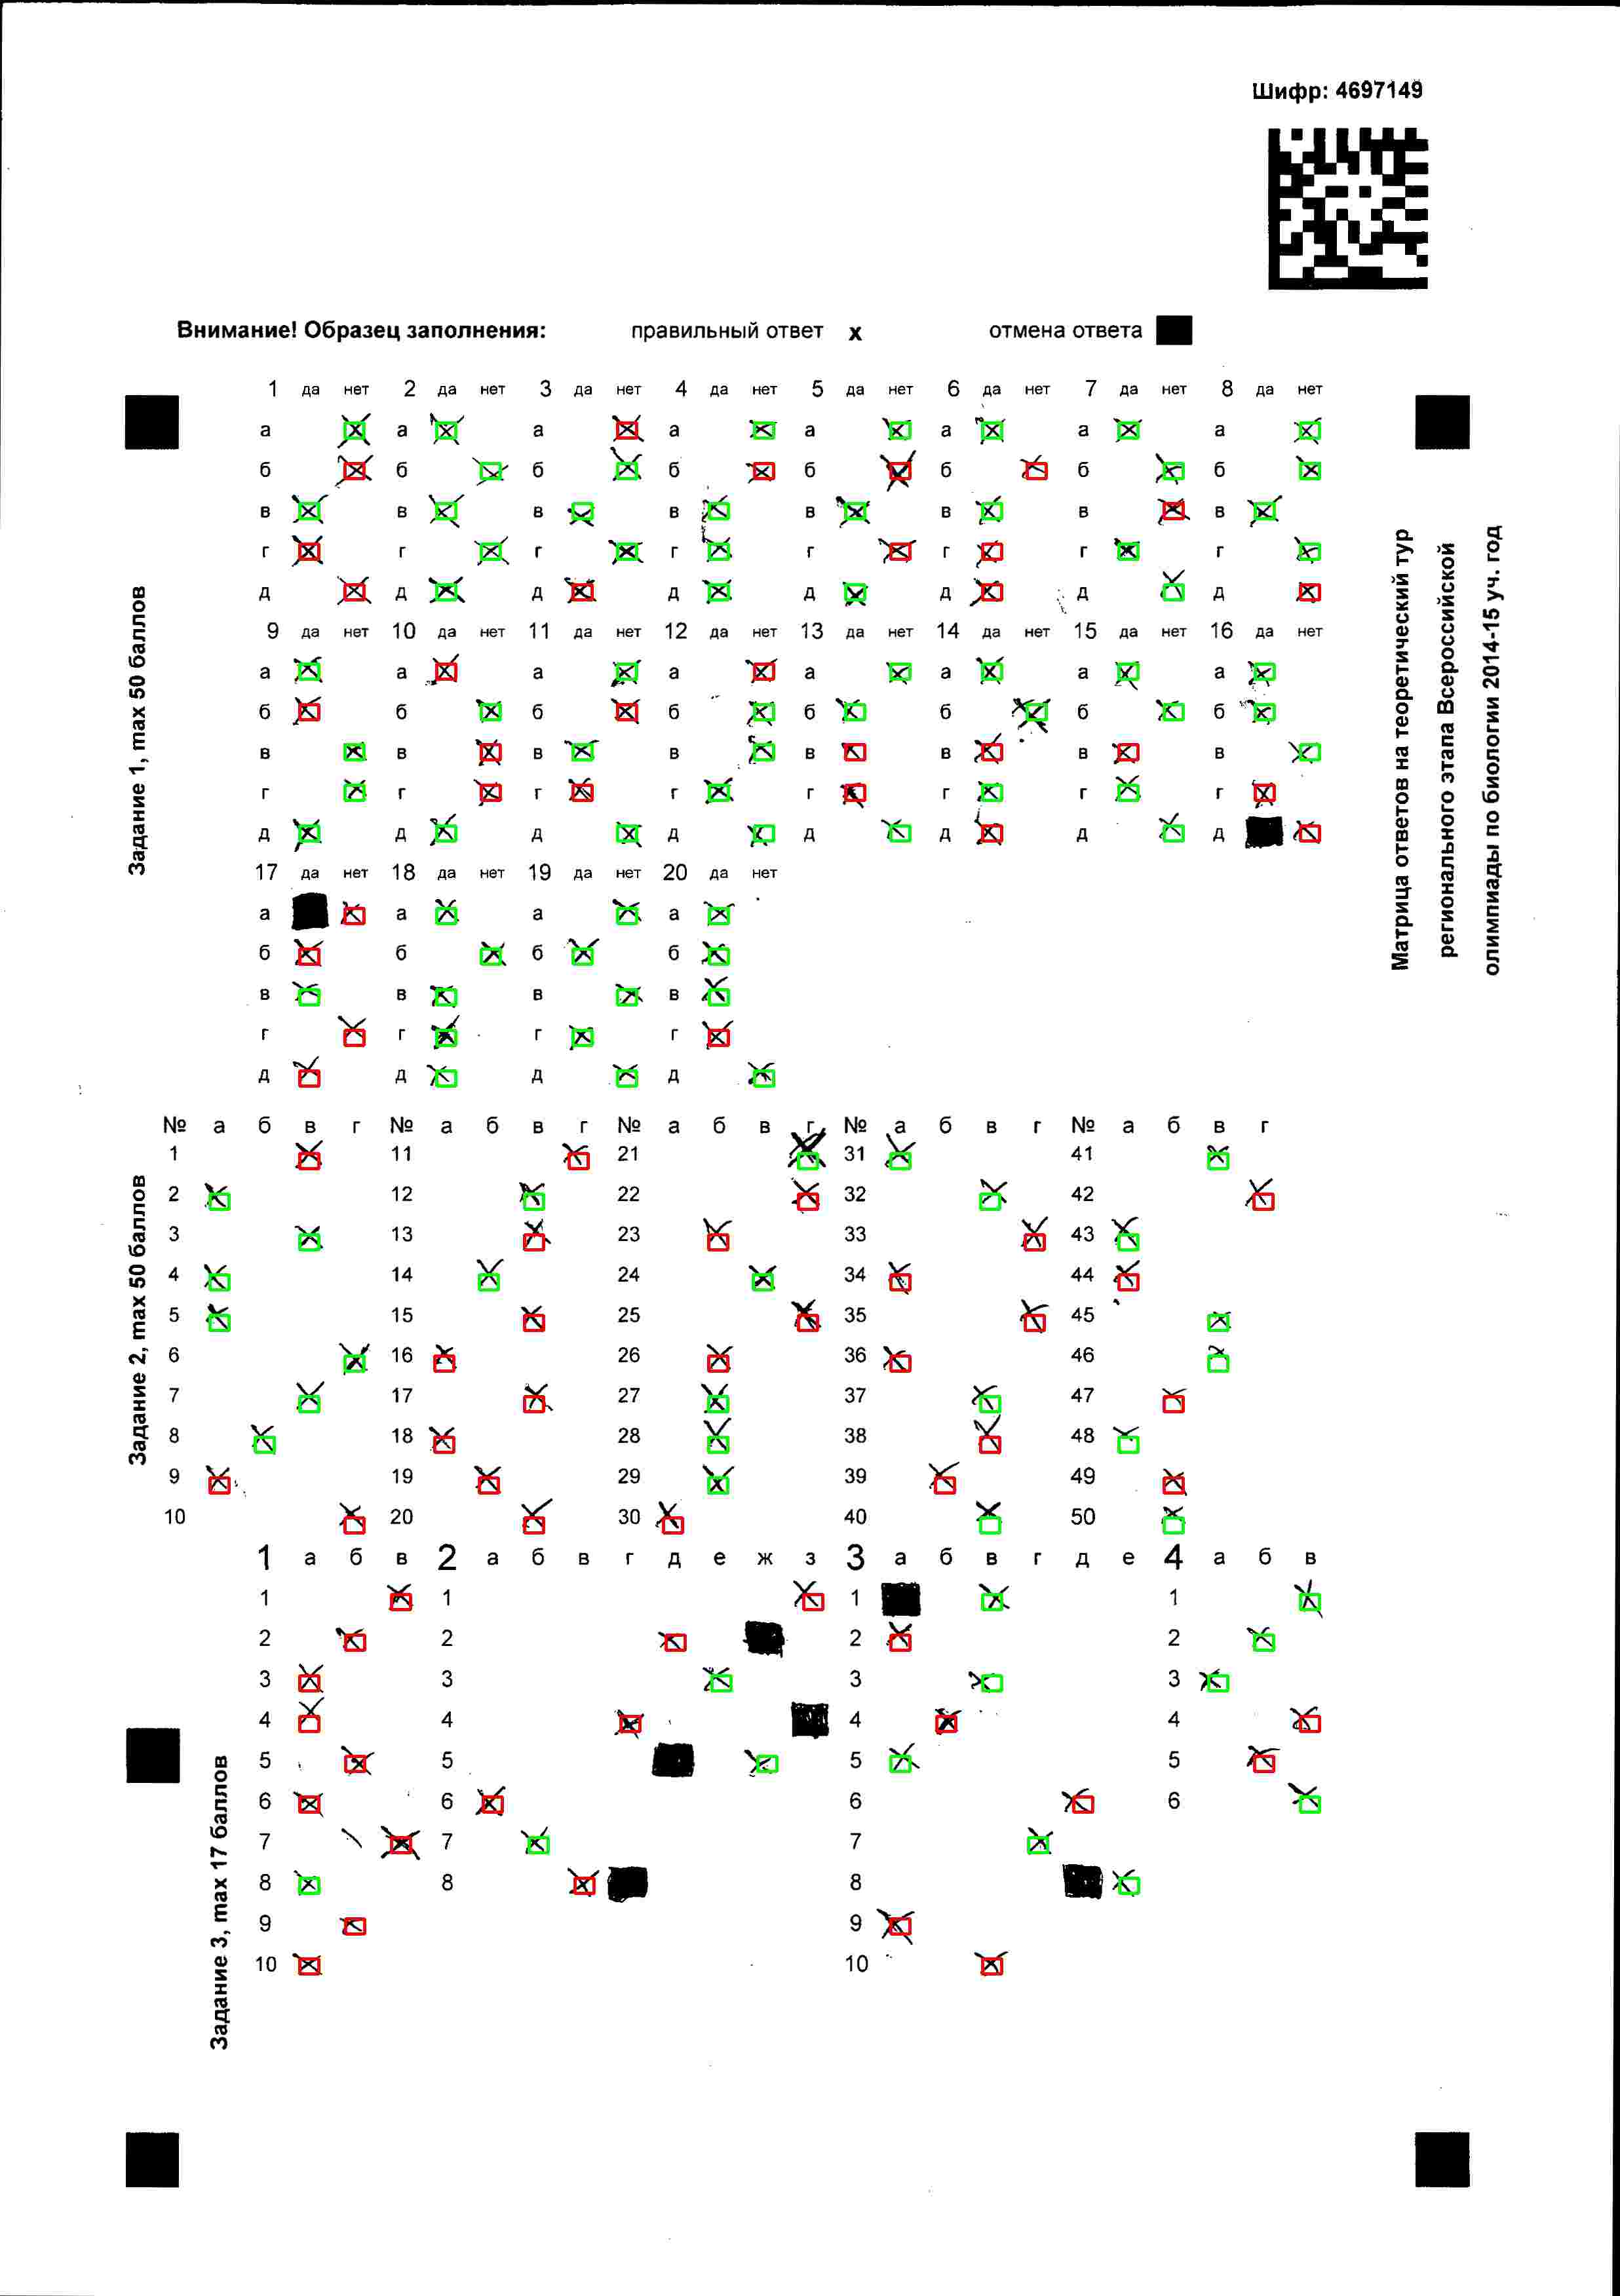 Шифр: 4697149
Внимание! Образец заполнения: правильный ответ x отмена ответа
1 да нет 2 да нет 3 да нет 4 да нет 5 да нет 6 да нет 7 да нет 8 да нет
а а а а а а а а
б б б б б б б б
в в в в в в в в
г г г г г г г г
д д д д д д д д
9 да нет 10 да нет 11 да нет 12 да нет 13 да нет 14 да нет 15 да нет 16 да нет
а а а а а а а а
б б б б б б б б
в в в в в в в в
г г г г г г г г
д д д д д д д д
17 да нет 18 да нет 19 да нет 20 да нет
а а а а
б б б б
в в в в
г г г г
д д д д
Задание 1, max 50 баллов
Матрица ответов на теоретический тур
регионального этапа Всероссийской
олимпиады по биологии 2014-15 уч. год
№ а б в г № а б в г № а б в г № а б в г № а б в г
1 11 21 31 41
2 12 22 32 42
3 13 23 33 43
4 14 24 34 44
5 15 25 35 45
6 16 26 36 46
7 17 27 37 47
8 18 28 38 48
9 19 29 39 49
10 20 30 40 50
Задание 2, max 50 баллов
1 а б в 2 а б в г д е ж з 3 а б в г д е 4 а б в
1 1 1 1
2 2 2 2
3 3 3 3
4 4 4 4
5 5 5 5
6 6 6 6
7 7 7
8 8 8
9 9
10 10
Задание 3, max 17 баллов